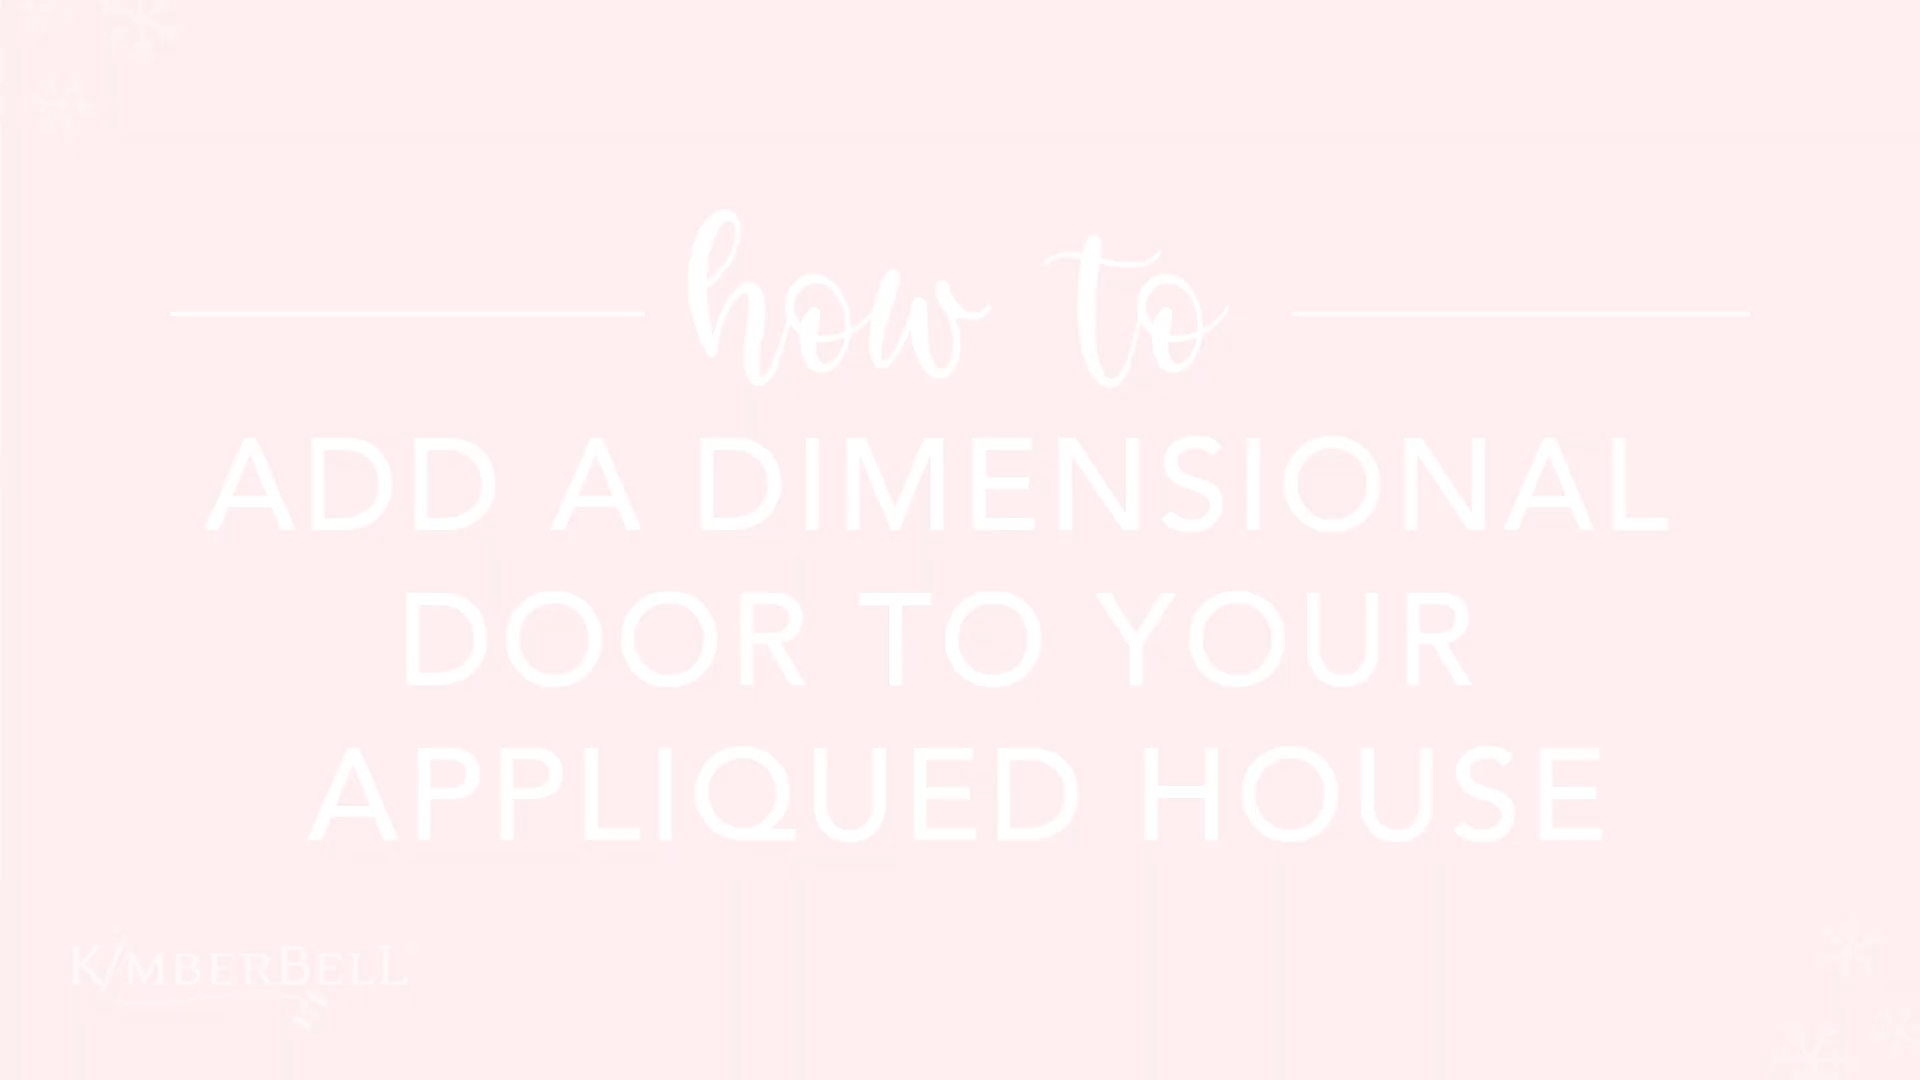 how to
ADD A DIMENSIONAL
DOOR TO YOUR
APPLIQUED HOUSE
KIMBERBELL